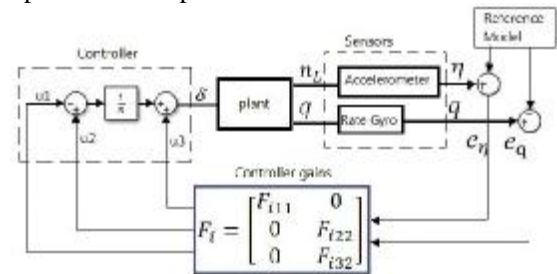 Reference
Model
Controller
Sensors
u1
u2
u3
1
δ
plant
n_L
q
Accelerometer
Rate Gyro
η
q
e_η
e_q
Controller gains
F_i =
F_i11 0
0 F_i22
0 F_i32